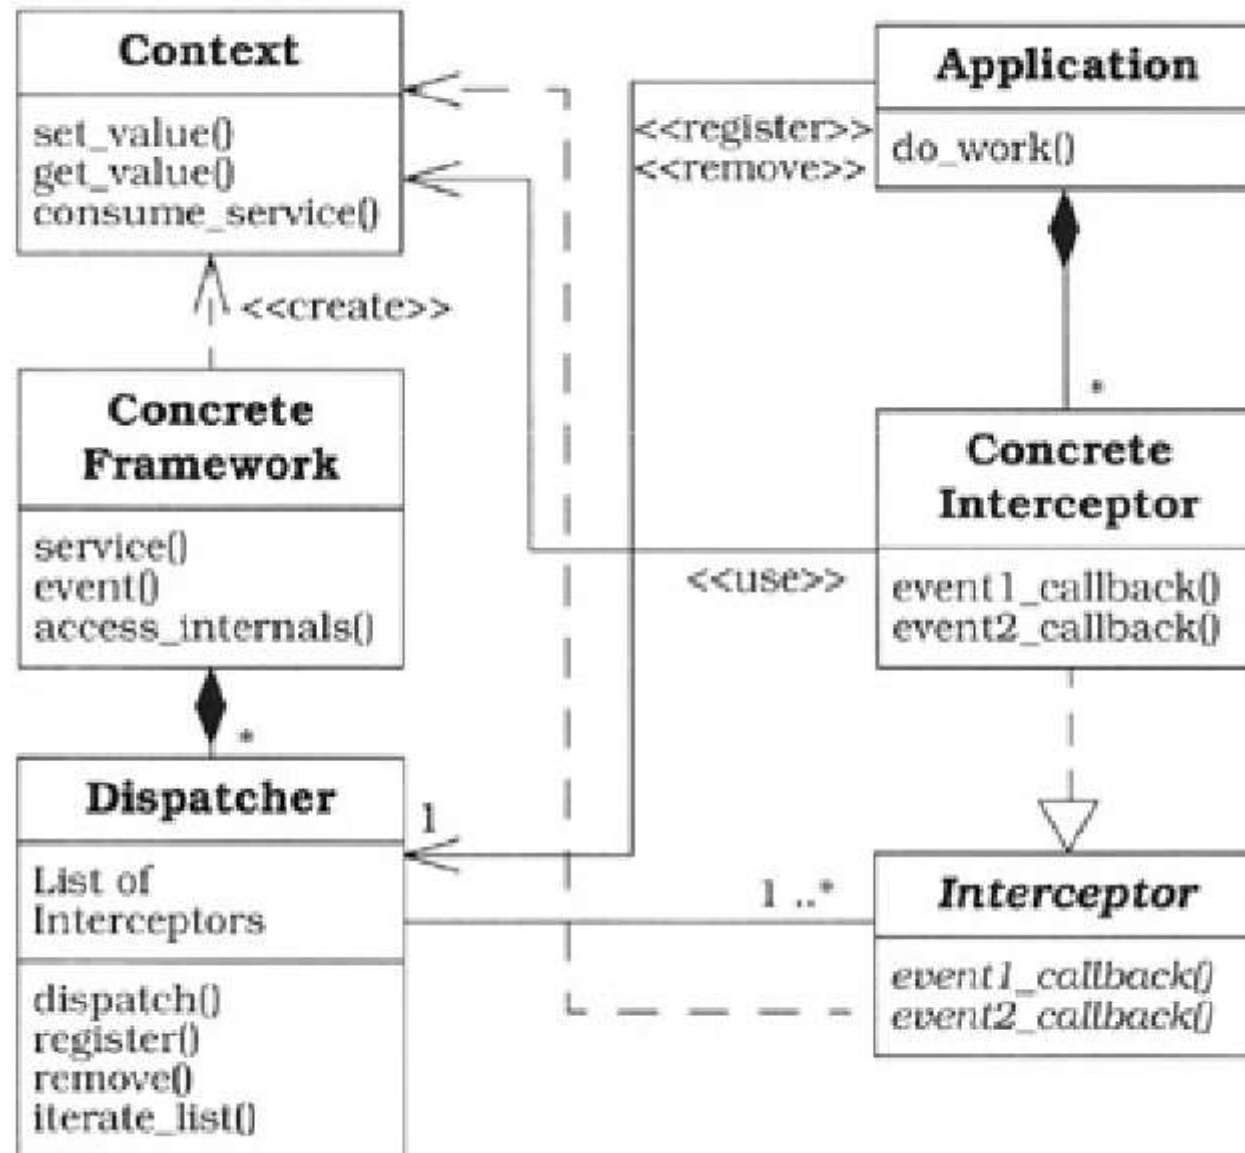 Context
set_value()
get_value()
consume_service()
Application
do_work()
<<register>>
<<remove>>
<<create>>
*
Concrete
Framework
service()
event()
access_internals()
Concrete
Interceptor
event1_callback()
event2_callback()
<<use>>
*
Dispatcher
List of
Interceptors
dispatch()
register()
remove()
iterate_list()
1
1 ..*
Interceptor
event1_callback()
event2_callback()